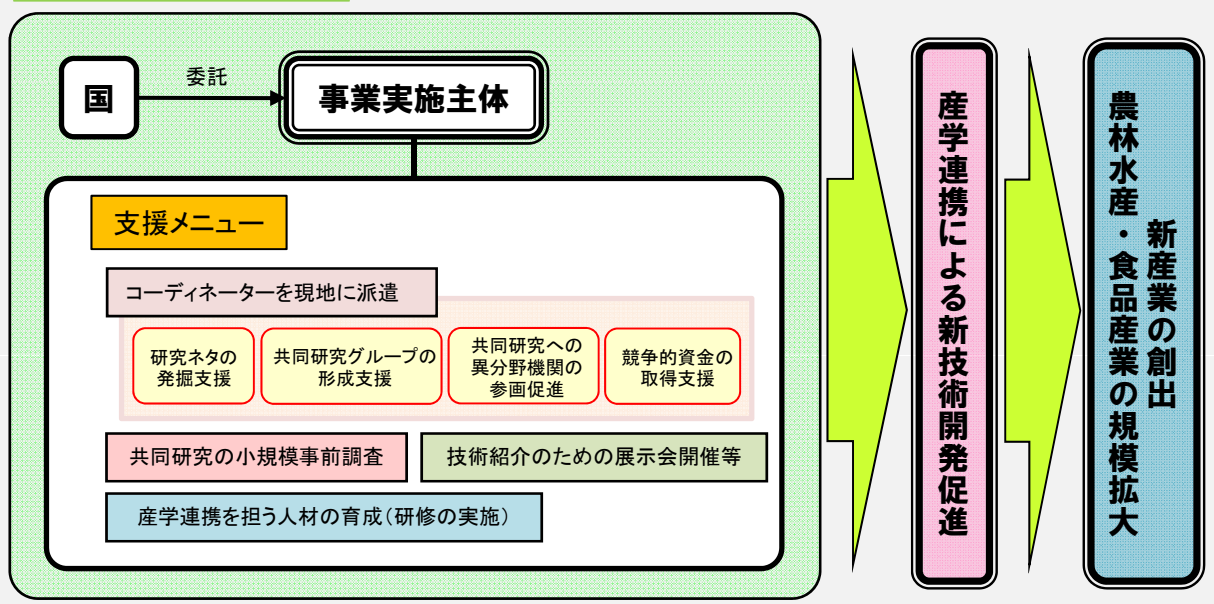 国
委託
事業実施主体
支援メニュー
コーディネーターを現地に派遣
研究ネタの
発掘支援
共同研究グループの
形成支援
共同研究への
異分野機関の
参画促進
競争的資金の
取得支援
共同研究の小規模事前調査
技術紹介のための展示会開催等
産学連携を担う人材の育成（研修の実施）
産学連携による新技術開発促進
新産業の創出
農林水産・食品産業の規模拡大